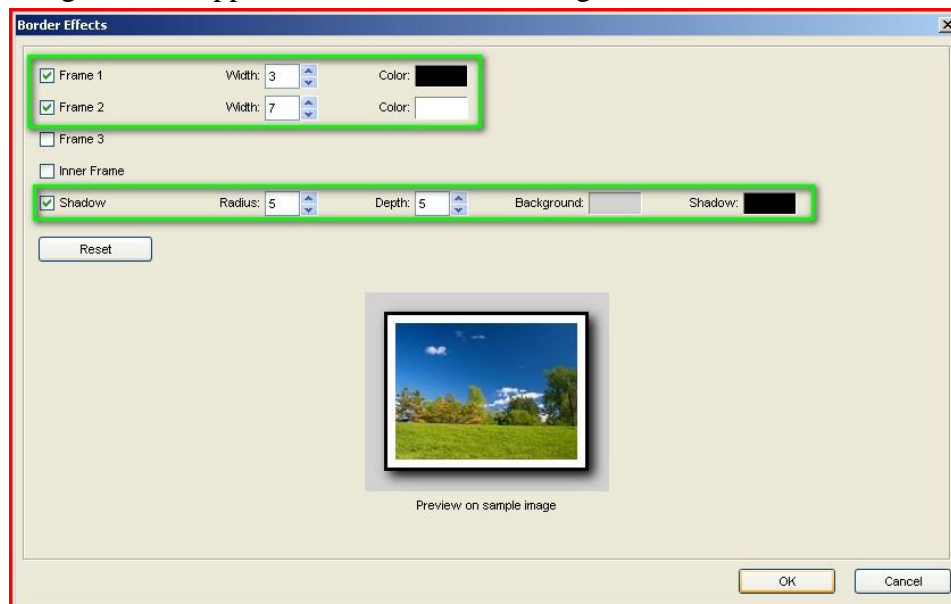 Border Effects
Frame 1 Width: 3 Color:
Frame 2 Width: 7 Color:
Frame 3
Inner Frame
Shadow Radius: 5 Depth: 5 Background: Shadow:
Reset
Preview on sample image
OK Cancel